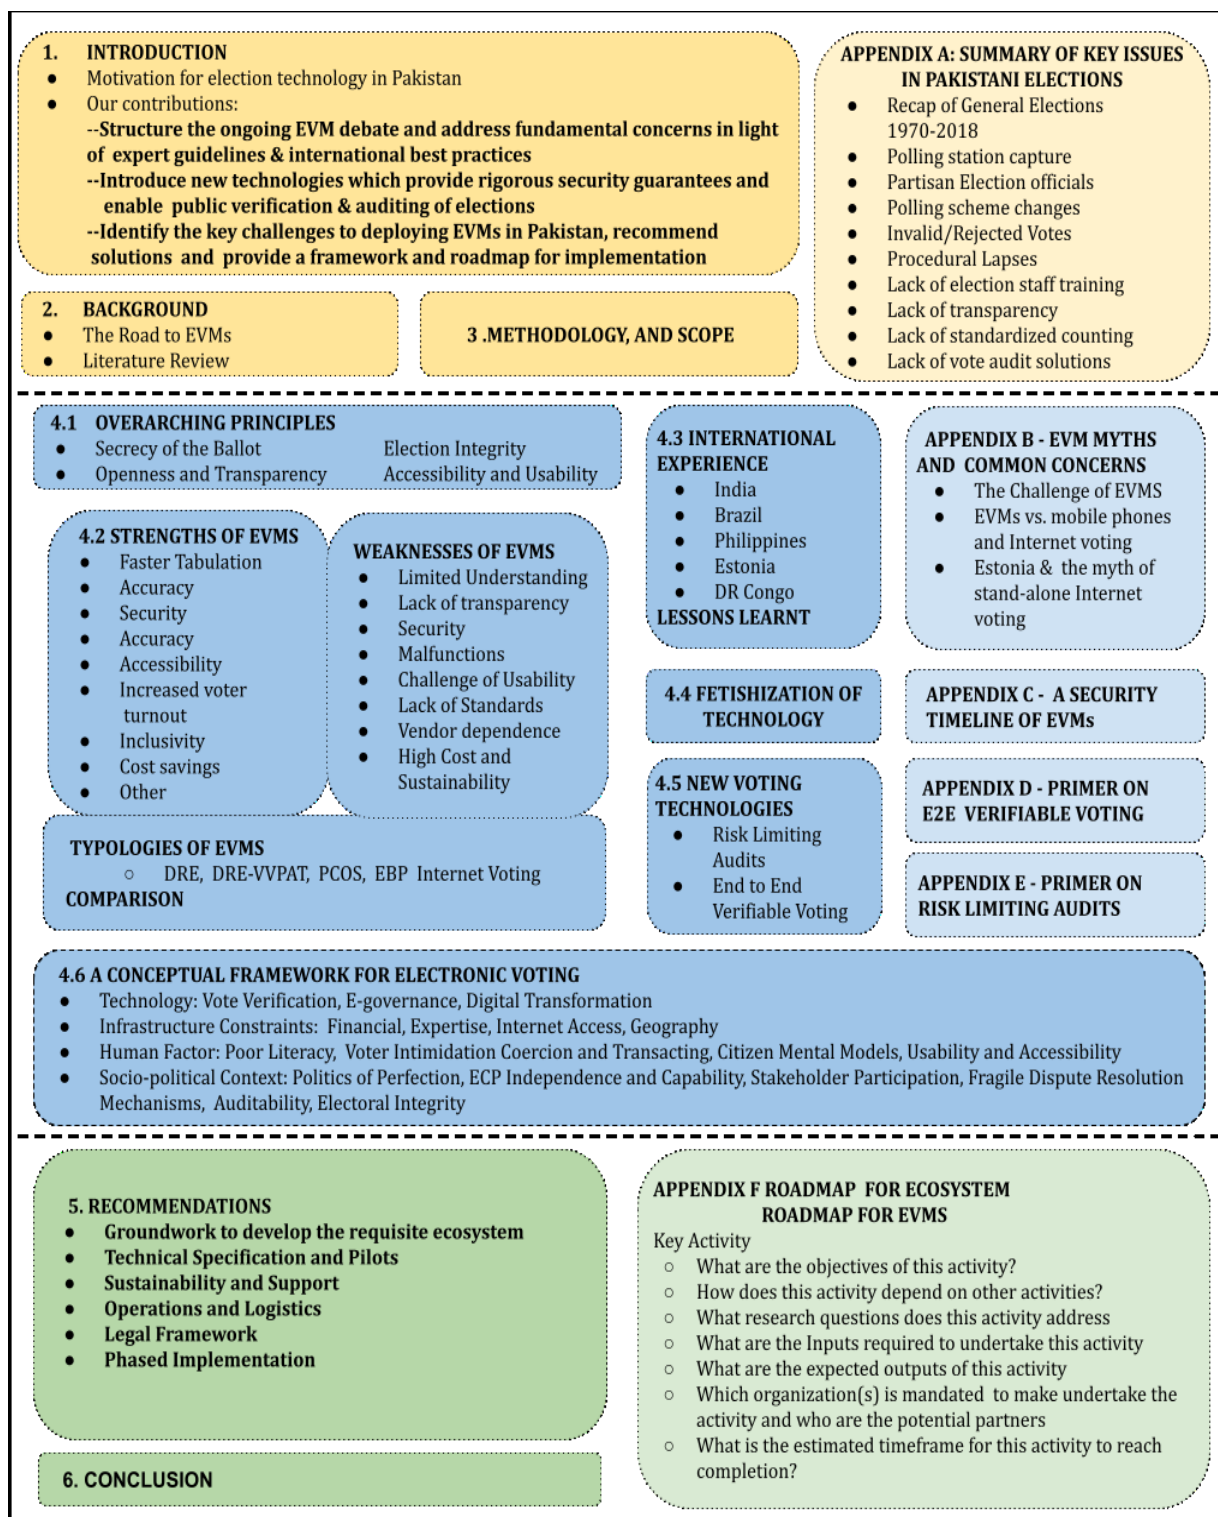 1. INTRODUCTION
● Motivation for election technology in Pakistan
● Our contributions:
--Structure the ongoing EVM debate and address fundamental concerns in light
of expert guidelines & international best practices
--Introduce new technologies which provide rigorous security guarantees and
enable public verification & auditing of elections
--Identify the key challenges to deploying EVMs in Pakistan, recommend
solutions and provide a framework and roadmap for implementation
APPENDIX A: SUMMARY OF KEY ISSUES
IN PAKISTANI ELECTIONS
● Recap of General Elections
1970-2018
● Polling station capture
● Partisan Election officials
● Polling scheme changes
● Invalid/Rejected Votes
● Procedural Lapses
● Lack of election staff training
● Lack of transparency
● Lack of standardized counting
● Lack of vote audit solutions
2. BACKGROUND
● The Road to EVMs
● Literature Review
3 .METHODOLOGY, AND SCOPE
4.1 OVERARCHING PRINCIPLES
● Secrecy of the Ballot Election Integrity
● Openness and Transparency Accessibility and Usability
4.2 STRENGTHS OF EVMS
● Faster Tabulation
● Accuracy
● Security
● Accuracy
● Accessibility
● Increased voter
turnout
● Inclusivity
● Cost savings
● Other
WEAKNESSES OF EVMS
● Limited Understanding
● Lack of transparency
● Security
● Malfunctions
● Challenge of Usability
● Lack of Standards
● Vendor dependence
● High Cost and
Sustainability
TYPOLOGIES OF EVMS
○ DRE, DRE-VVPAT, PCOS, EBP Internet Voting
COMPARISON
4.3 INTERNATIONAL
EXPERIENCE
● India
● Brazil
● Philippines
● Estonia
● DR Congo
LESSONS LEARNT
4.4 FETISHIZATION OF
TECHNOLOGY
4.5 NEW VOTING
TECHNOLOGIES
● Risk Limiting
Audits
● End to End
Verifiable Voting
APPENDIX B - EVM MYTHS
AND COMMON CONCERNS
● The Challenge of EVMS
● EVMs vs. mobile phones
and Internet voting
● Estonia & the myth of
stand-alone Internet
voting
APPENDIX C - A SECURITY
TIMELINE OF EVMs
APPENDIX D - PRIMER ON
E2E VERIFIABLE VOTING
APPENDIX E - PRIMER ON
RISK LIMITING AUDITS
4.6 A CONCEPTUAL FRAMEWORK FOR ELECTRONIC VOTING
● Technology: Vote Verification, E-governance, Digital Transformation
● Infrastructure Constraints: Financial, Expertise, Internet Access, Geography
● Human Factor: Poor Literacy, Voter Intimidation Coercion and Transacting, Citizen Mental Models, Usability and Accessibility
● Socio-political Context: Politics of Perfection, ECP Independence and Capability, Stakeholder Participation, Fragile Dispute Resolution
Mechanisms, Auditability, Electoral Integrity
5. RECOMMENDATIONS
● Groundwork to develop the requisite ecosystem
● Technical Specification and Pilots
● Sustainability and Support
● Operations and Logistics
● Legal Framework
● Phased Implementation
6. CONCLUSION
APPENDIX F ROADMAP FOR ECOSYSTEM
ROADMAP FOR EVMS
Key Activity
○ What are the objectives of this activity?
○ How does this activity depend on other activities?
○ What research questions does this activity address
○ What are the Inputs required to undertake this activity
○ What are the expected outputs of this activity
○ Which organization(s) is mandated to make undertake the
activity and who are the potential partners
○ What is the estimated timeframe for this activity to reach
completion?